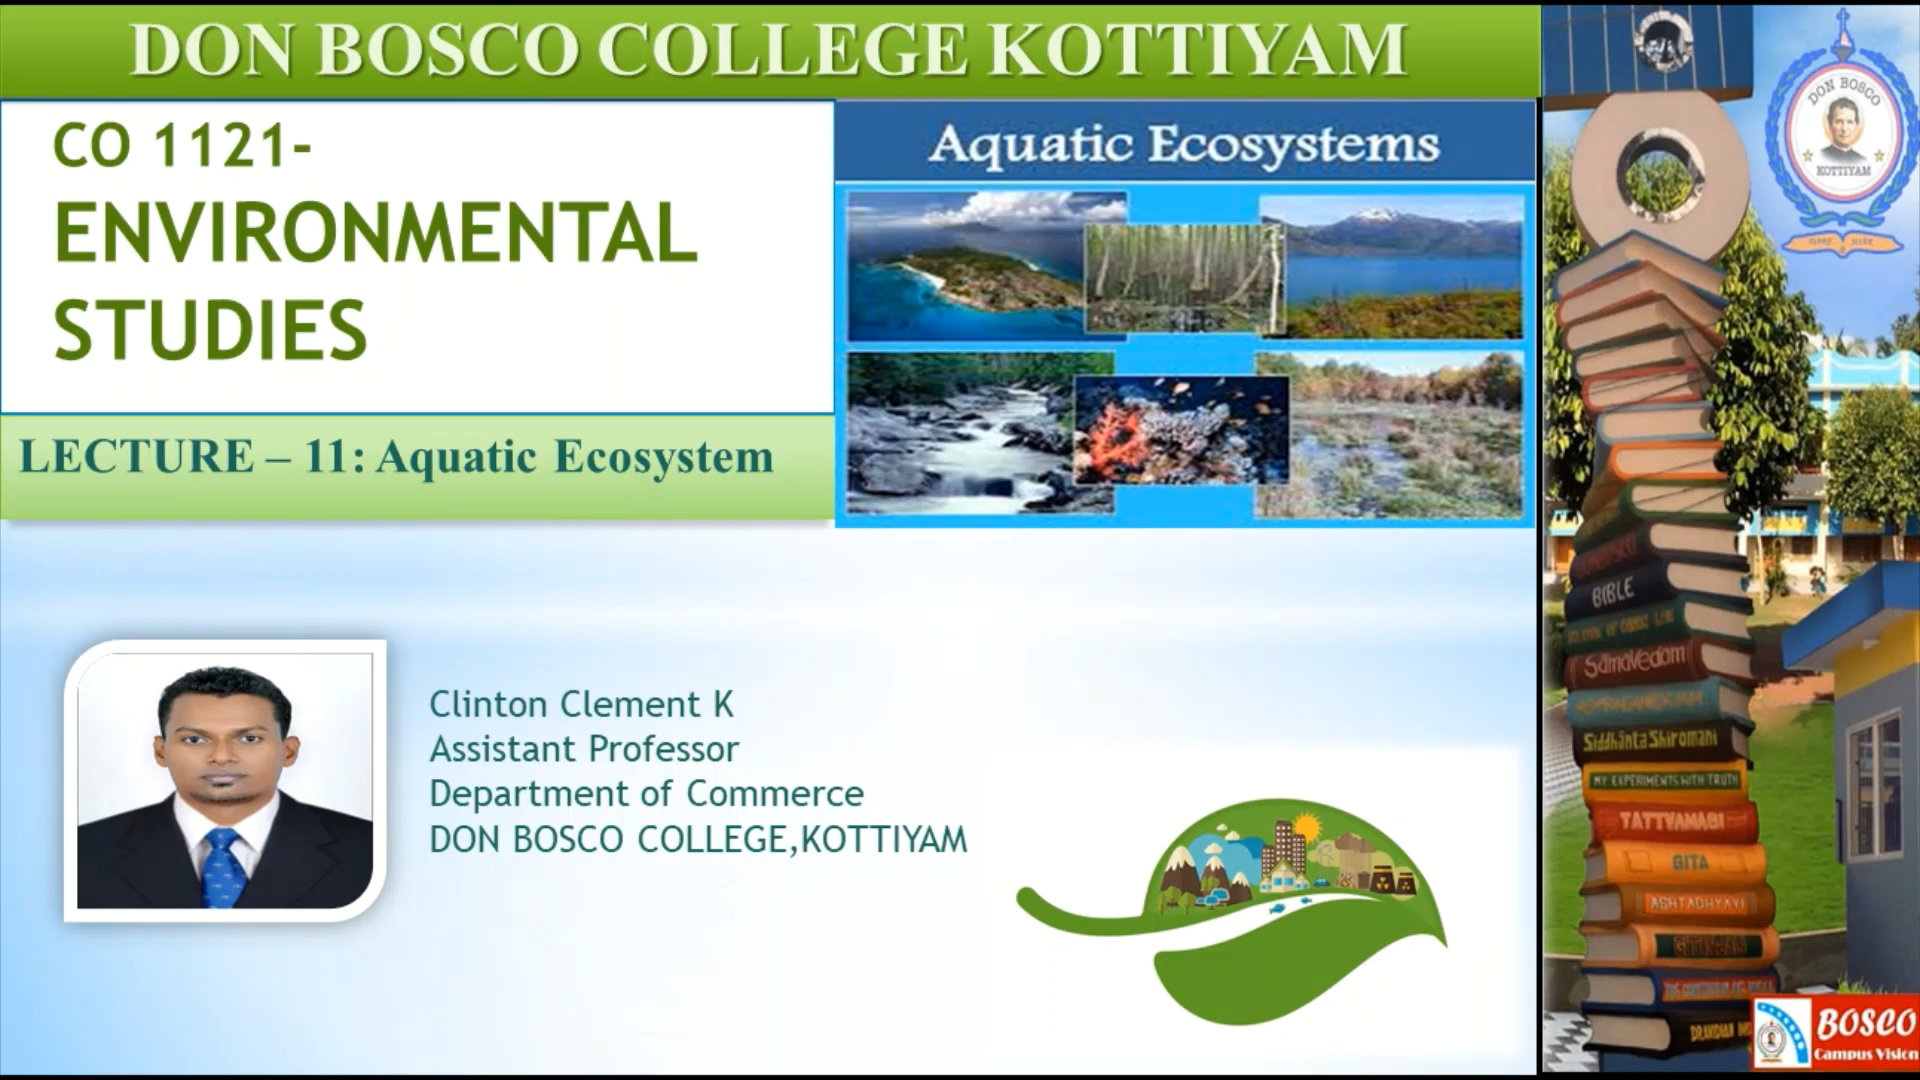 DON BOSCO COLLEGE KOTTIYAM
CO 1121-
ENVIRONMENTAL
STUDIES
LECTURE – 11: Aquatic Ecosystem
Aquatic Ecosystems
Clinton Clement K
Assistant Professor
Department of Commerce
DON BOSCO COLLEGE,KOTTIYAM
DON BOSCO
KOTTIYAM
BIBLE
SamaVedam
Siddhanta Shiromani
MY EXPERIMENTS WITH TRUTH
TATTVAMASI
GITA
ASHTADHYAYI
GITANJALI
BOSCO
Campus Vision